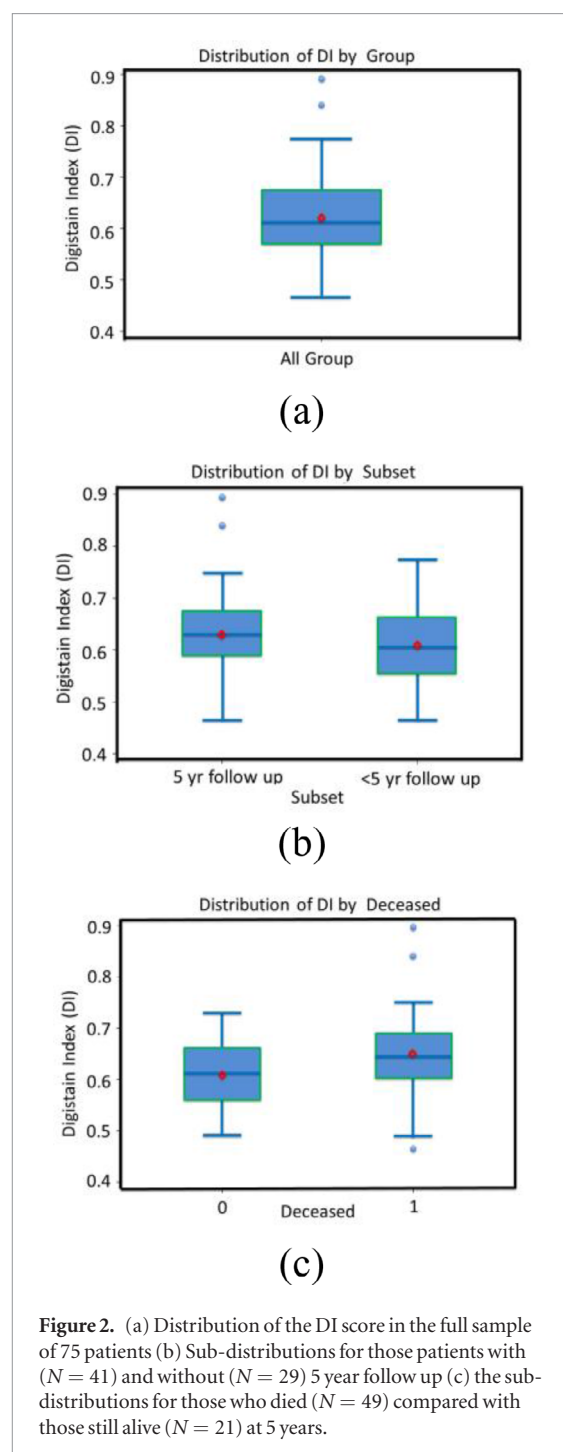 Distribution of DI by Group
Digistain Index (DI)
0.9
0.8
0.7
0.6
0.5
0.4
All Group
(a)
Distribution of DI by Subset
Digistain Index (DI)
0.9
0.8
0.7
0.6
0.5
0.4
5 yr follow up
<5 yr follow up
Subset
(b)
Distribution of DI by Deceased
Digistain Index (DI)
0.9
0.8
0.7
0.6
0.5
0.4
0
Deceased
1
(c)
Figure 2. (a) Distribution of the DI score in the full sample
of 75 patients (b) Sub-distributions for those patients with
(N = 41) and without (N = 29) 5 year follow up (c) the sub-
distributions for those who died (N = 49) compared with
those still alive (N = 21) at 5 years.